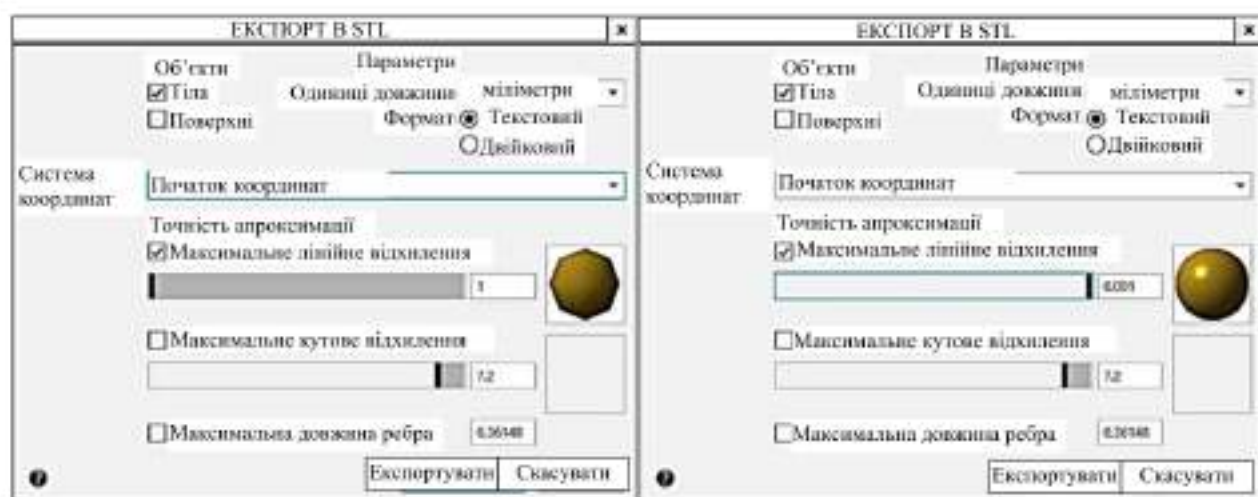 ЕКСПОРТ В STL
Об'єкти
Параметри
Тіла
Одиниці довжини
міліметри
Поверхні
Формат
Текстовий
Двійковий
Система
координат
Початок координат
Точність апроксимації
Максимальне лінійне відхилення
1
Максимальне кутове відхилення
7.2
Максимальна довжина ребра
Експортувати
Скасувати
ЕКСПОРТ В STL
Об'єкти
Параметри
Тіла
Одиниці довжини
міліметри
Поверхні
Формат
Текстовий
Двійковий
Система
координат
Початок координат
Точність апроксимації
Максимальне лінійне відхилення
0.001
Максимальне кутове відхилення
7.2
Максимальна довжина ребра
Експортувати
Скасувати